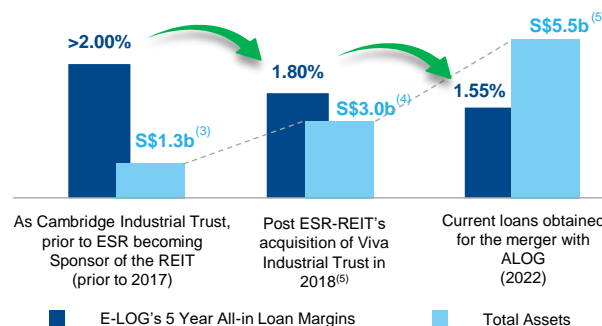 >2.00%
S$1.3b(3)
1.80%
S$3.0b(4)
1.55%
S$5.5b(5)
As Cambridge Industrial Trust,
prior to ESR becoming
Sponsor of the REIT
(prior to 2017)
Post ESR-REIT's
acquisition of Viva
Industrial Trust in
2018(5)
Current loans obtained
for the merger with
ALOG
(2022)
E-LOG's 5 Year All-in Loan Margins
Total Assets